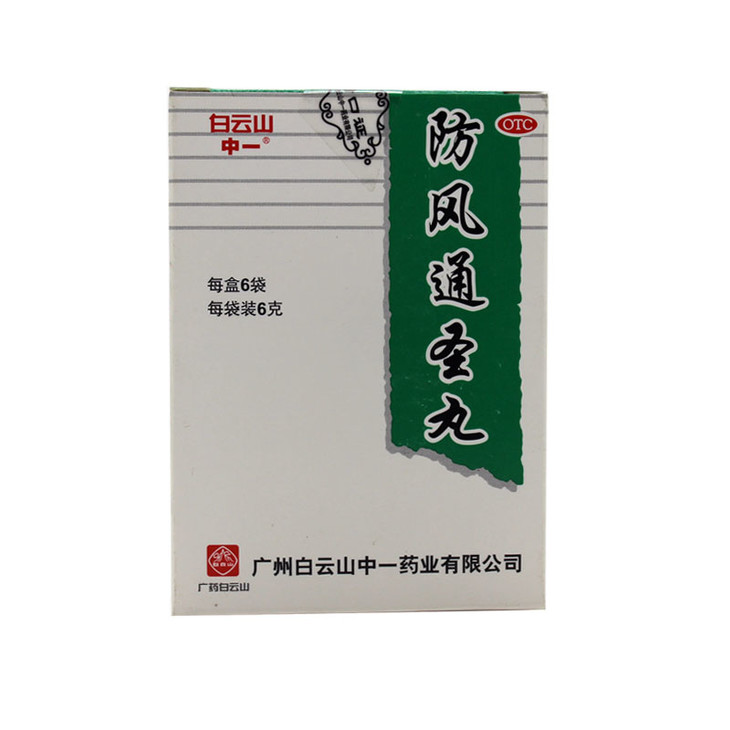 白云山
中一®
OTC
防风通圣丸
每盒6袋
每袋装6克
广州白云山中一药业有限公司
广药白云山